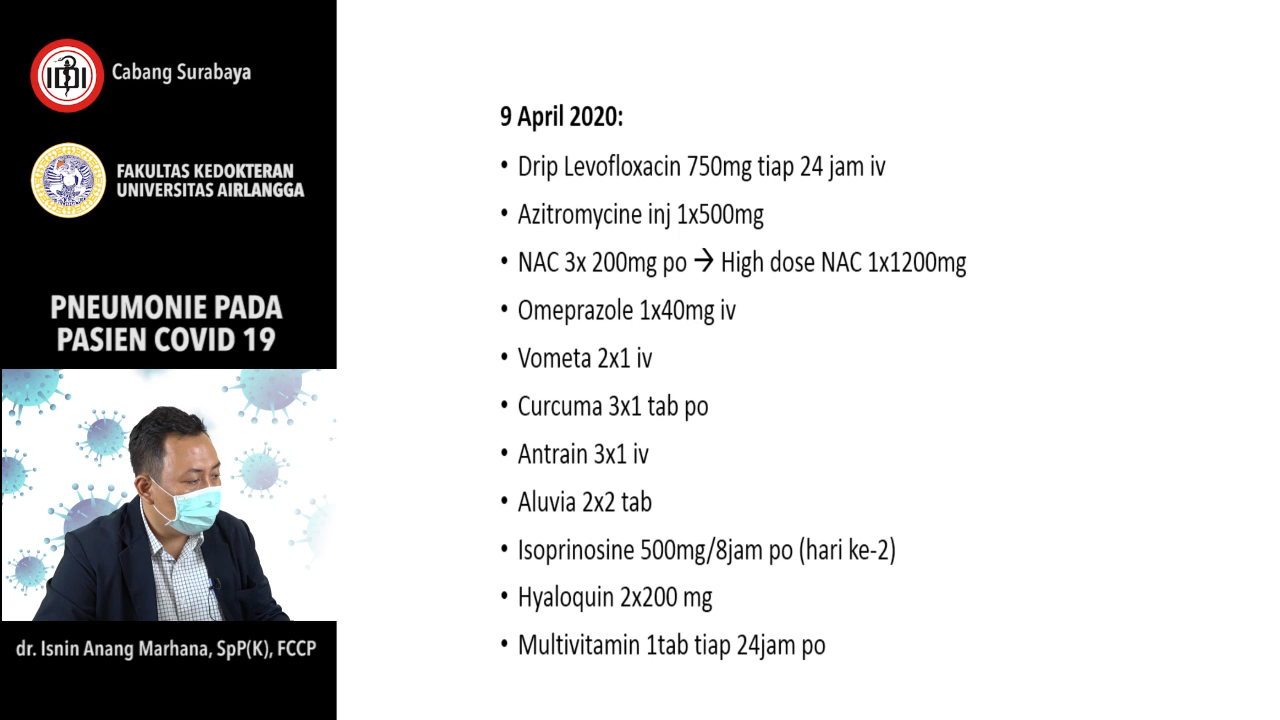 IDI
Cabang Surabaya
FAKULTAS KEDOKTERAN
UNIVERSITAS AIRLANGGA
PNEUMONIE PADA
PASIEN COVID 19
dr. Isnin Anang Marhana, SpP(K), FCCP
9 April 2020:
• Drip Levofloxacin 750mg tiap 24 jam iv
• Azitromycine inj 1x500mg
• NAC 3x 200mg po → High dose NAC 1x1200mg
• Omeprazole 1x40mg iv
• Vometa 2x1 iv
• Curcuma 3x1 tab po
• Antrain 3x1 iv
• Aluvia 2x2 tab
• Isoprinosine 500mg/8jam po (hari ke-2)
• Hyaloquin 2x200 mg
• Multivitamin 1tab tiap 24jam po